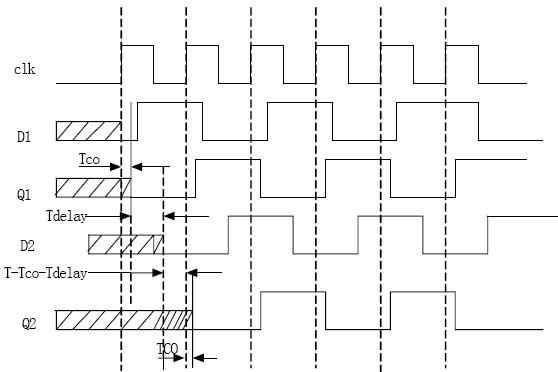 clk
D1
Tco
Q1
Tdelay
D2
T-Tco-Tdelay
Q2
TCO